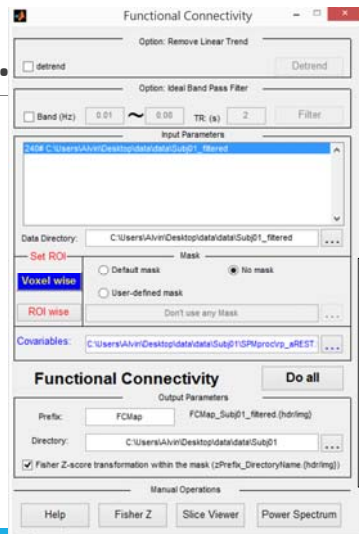 Functional Connectivity
Option: Remove Linear Trend
detrend
Detrend
Option: Ideal Band Pass Filter
Band (Hz) 0.01 ~ 0.08 TR: (s) 2 Filter
Input Parameters
240# C:\Users\Alvin\Desktop\data\data\Subj01_filtered
Data Directory: C:\Users\Alvin\Desktop\data\data\Subj01_filtered ...
Set ROI
Mask
Voxel wise
Default mask
No mask
User-defined mask
ROI wise
Don't use any Mask ...
Covariables: C:\Users\Alvin\Desktop\data\data\Subj01\SPMproc\rp_aREST ...
Functional Connectivity
Do all
Output Parameters
Prefix: FCMap FCMap_Subj01_filtered.{hdr/img}
Directory: C:\Users\Alvin\Desktop\data\data\Subj01 ...
Fisher Z-score transformation within the mask (zPrefix_DirectoryName.{hdr/img})
Manual Operations
Help Fisher Z Slice Viewer Power Spectrum